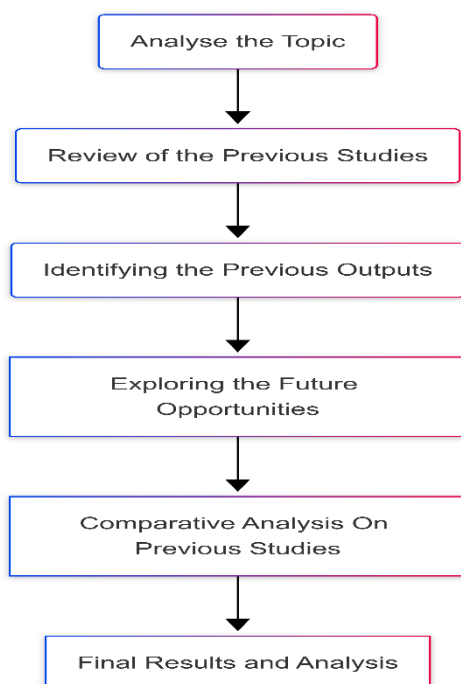 Analyse the Topic
Review of the Previous Studies
Identifying the Previous Outputs
Exploring the Future
Opportunities
Comparative Analysis On
Previous Studies
Final Results and Analysis